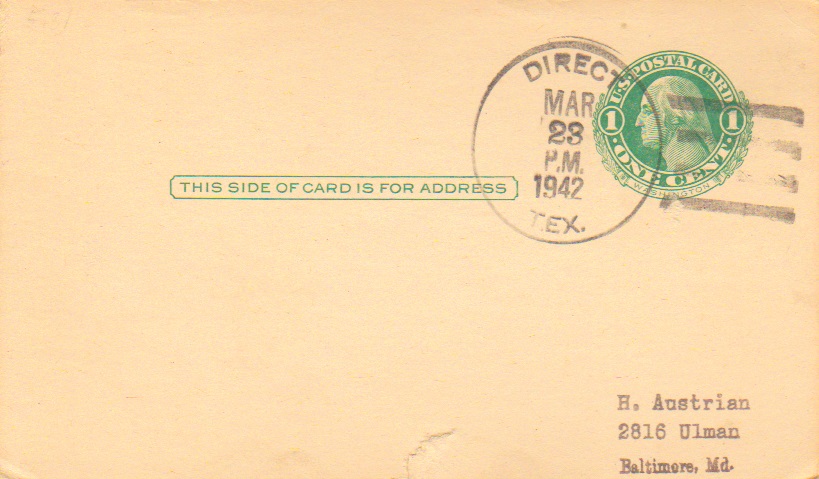 DIRECT
MAR
23
P.M.
1942
TEX.
U.S. POSTAL CARD
1 1
· ONE CENT ·
WASHINGTON
THIS SIDE OF CARD IS FOR ADDRESS
H. Austrian
2816 Ulman
Baltimore, Md.